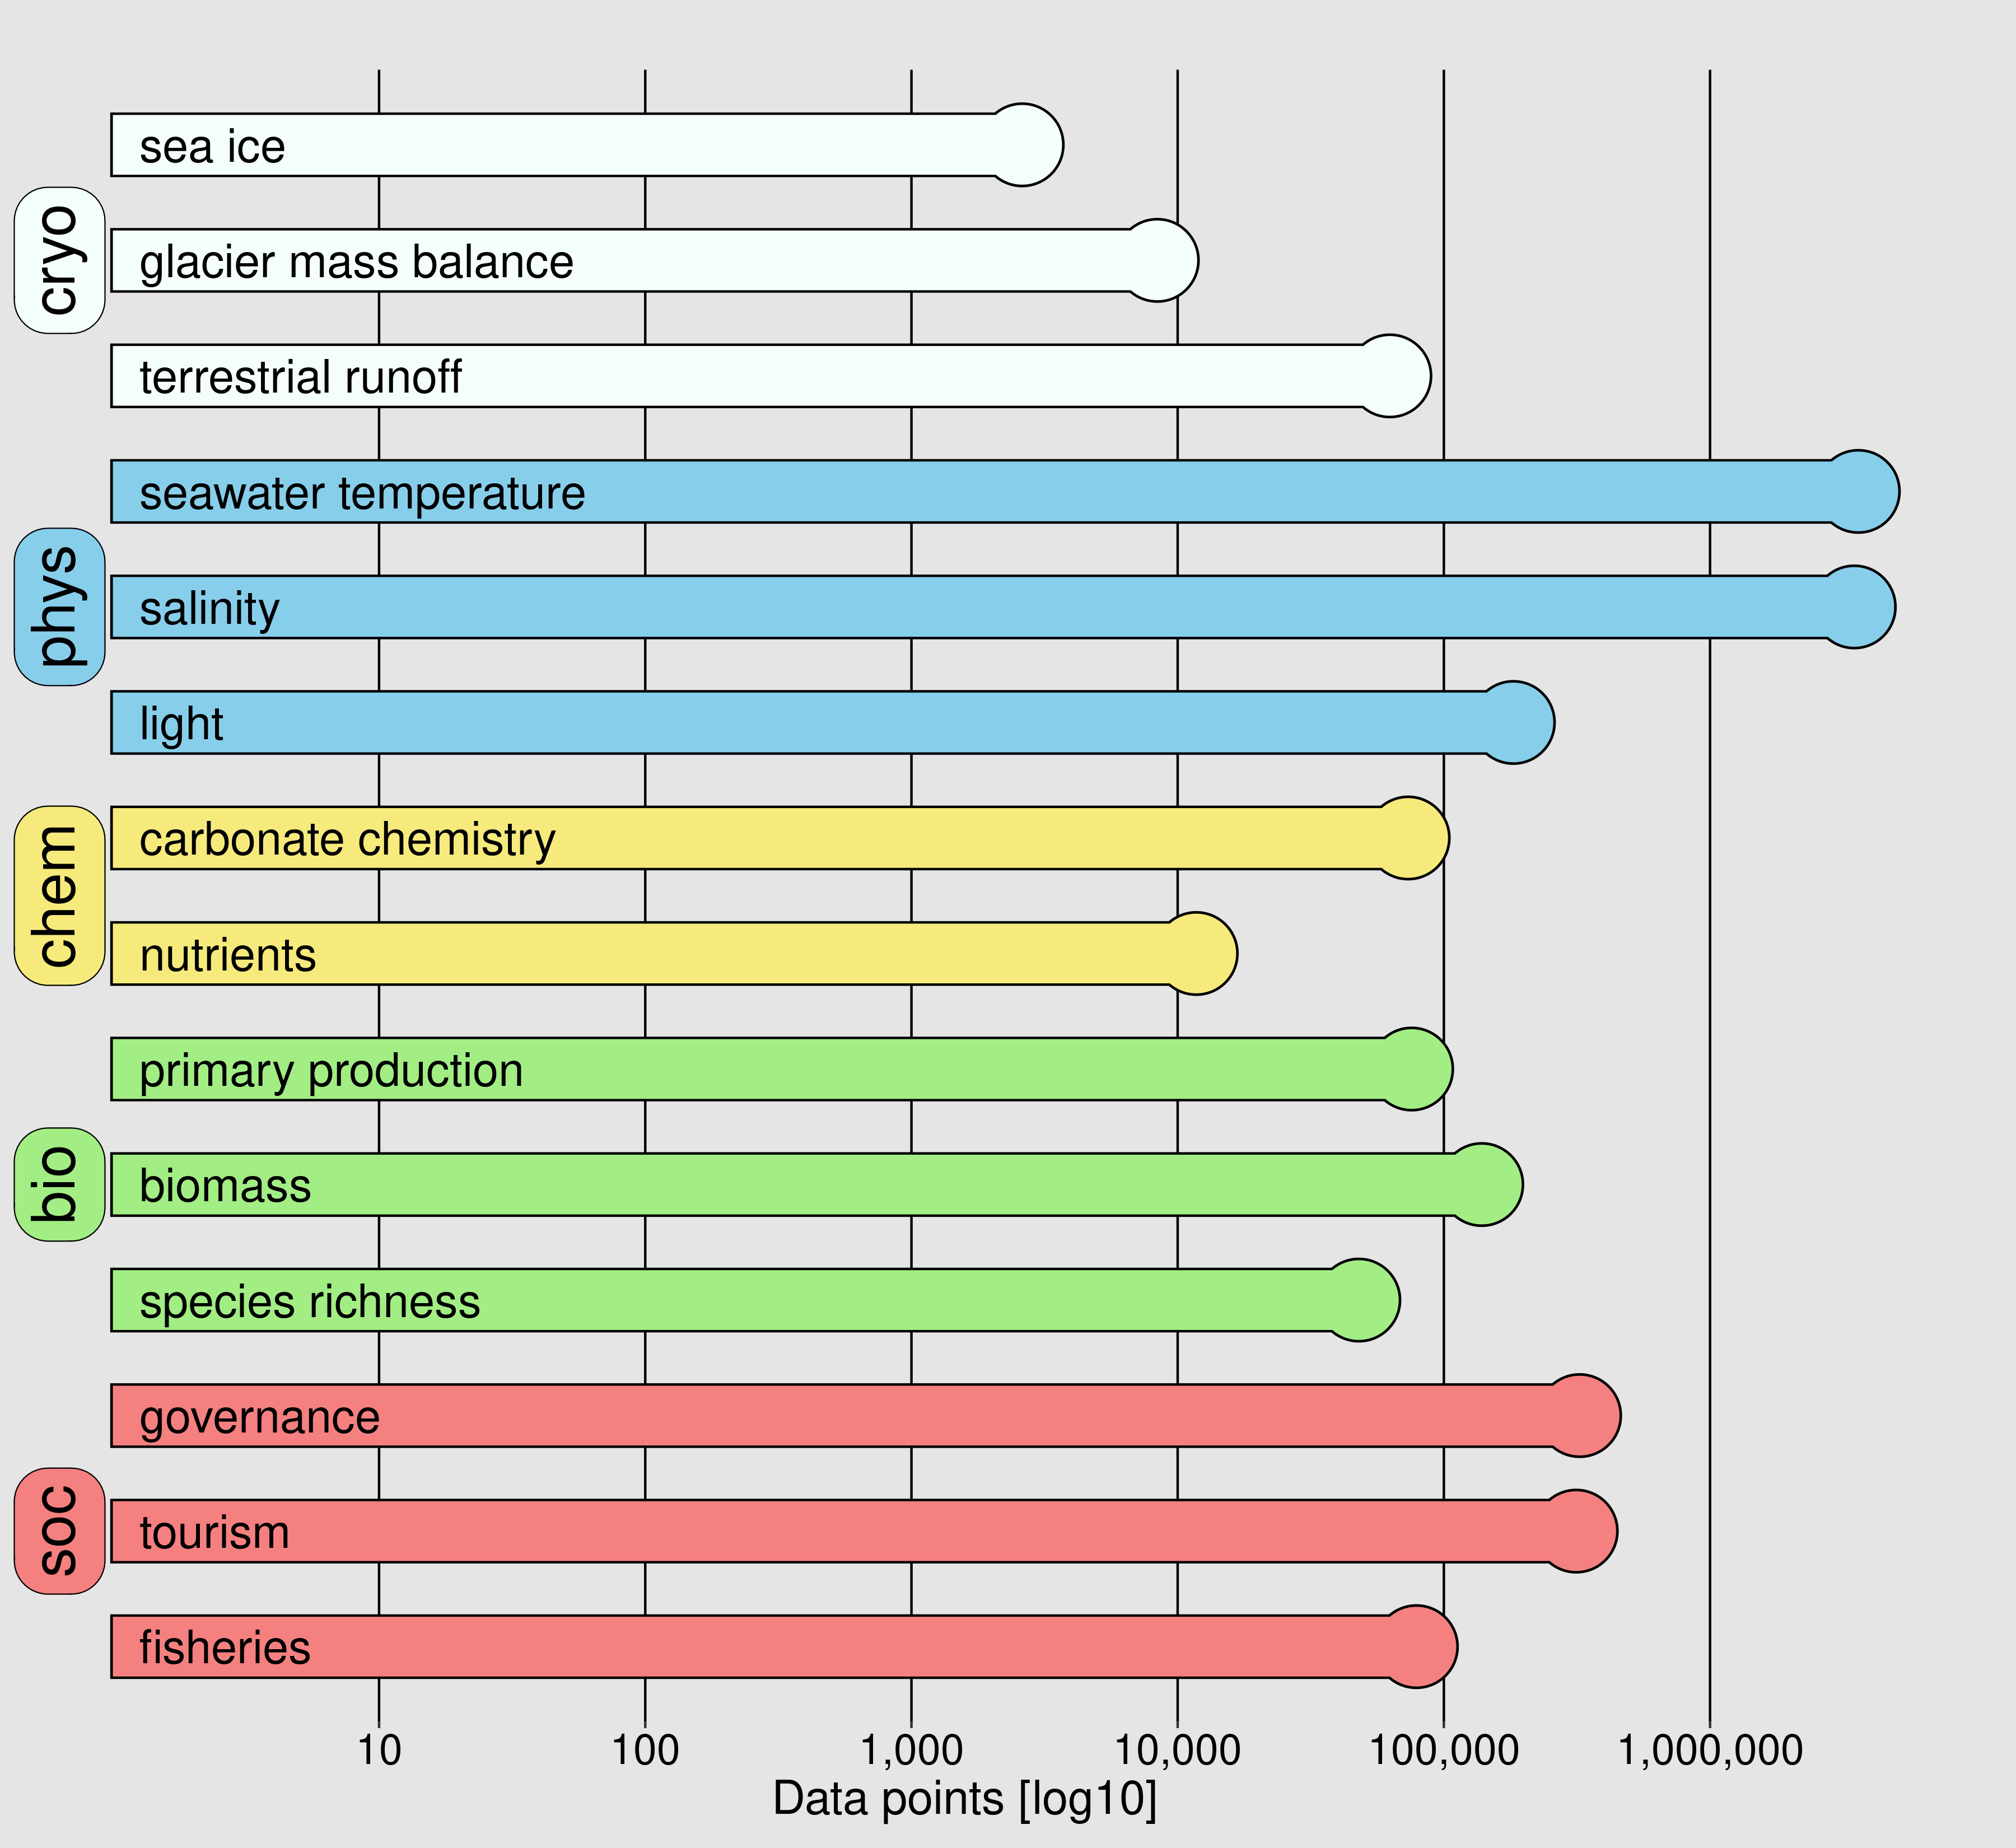 cryo
sea ice
glacier mass balance
terrestrial runoff
phys
seawater temperature
salinity
light
chem
carbonate chemistry
nutrients
bio
primary production
biomass
species richness
soc
governance
tourism
fisheries
10 100 1,000 10,000 100,000 1,000,000
Data points [log10]